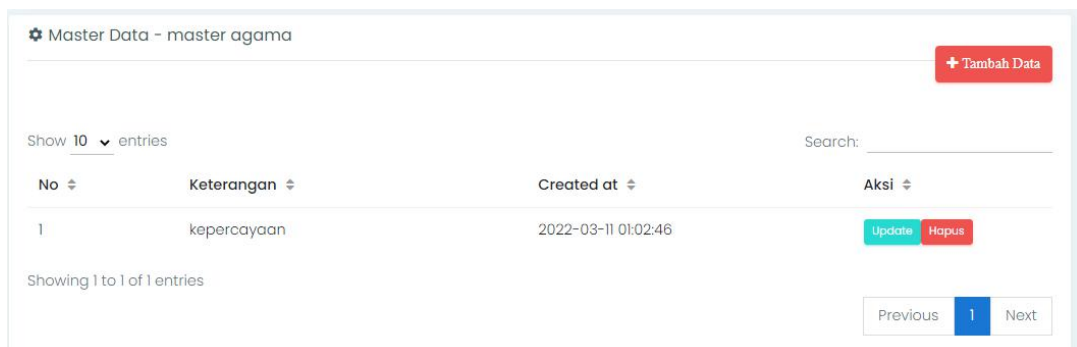 Master Data - master agama
+ Tambah Data
Show 10 entries
Search:
No Keterangan Created at Aksi
1 kepercayaan 2022-03-11 01:02:46 Update Hapus
Showing 1 to 1 of 1 entries
Previous 1 Next